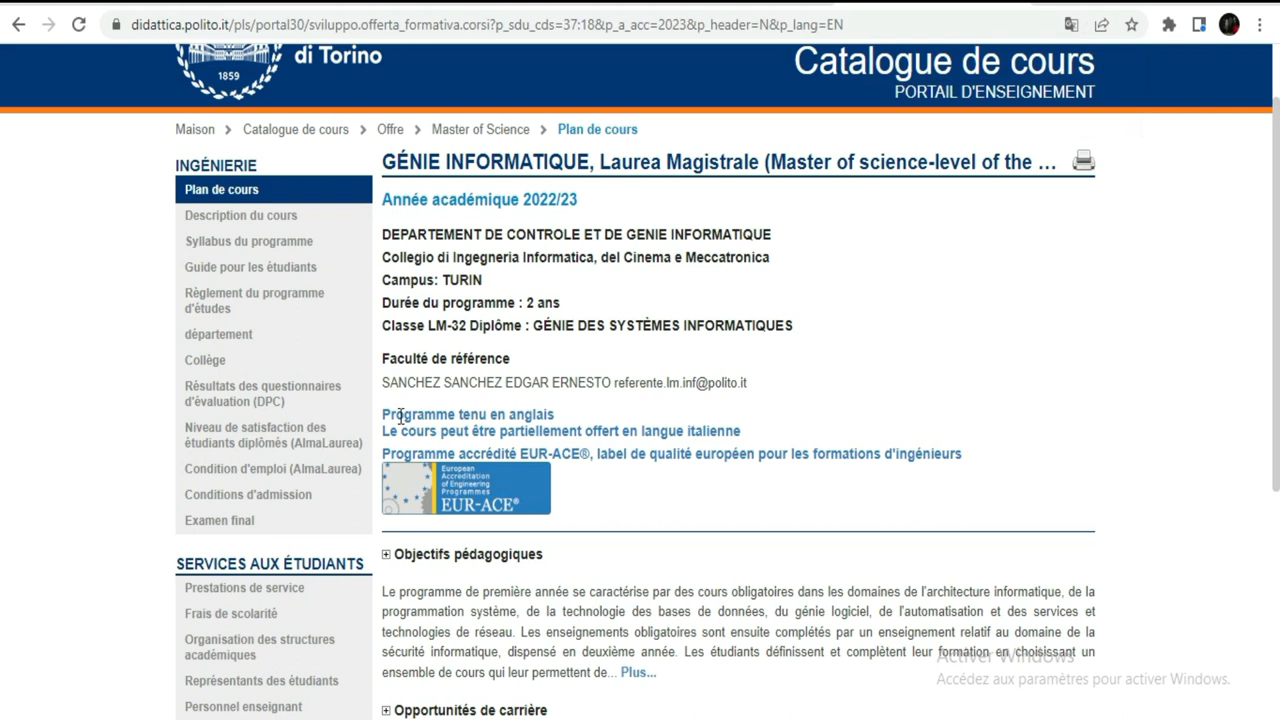 didattica.polito.it/pls/portal30/sviluppo.offerta_formativa.corsi?p_sdu_cds=37:18&p_a_acc=2023&p_header=N&p_lang=EN
1859
di Torino
Catalogue de cours
PORTAIL D'ENSEIGNEMENT
Maison > Catalogue de cours > Offre > Master of Science > Plan de cours
INGÉNIERIE
Plan de cours
Description du cours
Syllabus du programme
Guide pour les étudiants
Règlement du programme
d'études
département
Collège
Résultats des questionnaires
d'évaluation (DPC)
Niveau de satisfaction des
étudiants diplômés (AlmaLaurea)
Condition d'emploi (AlmaLaurea)
Conditions d'admission
Examen final
SERVICES AUX ÉTUDIANTS
Prestations de service
Frais de scolarité
Organisation des structures
académiques
Représentants des étudiants
Personnel enseignant
GÉNIE INFORMATIQUE, Laurea Magistrale (Master of science-level of the ...
Année académique 2022/23
DEPARTEMENT DE CONTROLE ET DE GENIE INFORMATIQUE
Collegio di Ingegneria Informatica, del Cinema e Meccatronica
Campus: TURIN
Durée du programme : 2 ans
Classe LM-32 Diplôme : GÉNIE DES SYSTÈMES INFORMATIQUES
Faculté de référence
SANCHEZ SANCHEZ EDGAR ERNESTO referente.lm.inf@polito.it
Programme tenu en anglais
Le cours peut être partiellement offert en langue italienne
Programme accrédité EUR-ACE®, label de qualité européen pour les formations d'ingénieurs
European
Accreditation
of Engineering
Programmes
EUR-ACE®
Objectifs pédagogiques
Le programme de première année se caractérise par des cours obligatoires dans les domaines de l'architecture informatique, de la
programmation système, de la technologie des bases de données, du génie logiciel, de l'automatisation et des services et
technologies de réseau. Les enseignements obligatoires sont ensuite complétés par un enseignement relatif au domaine de la
sécurité informatique, dispensé en deuxième année. Les étudiants définissent et complètent leur formation en choisissant un
ensemble de cours qui leur permettent de... Plus...
Opportunités de carrière
Activer Windows
Accédez aux paramètres pour activer Windows.